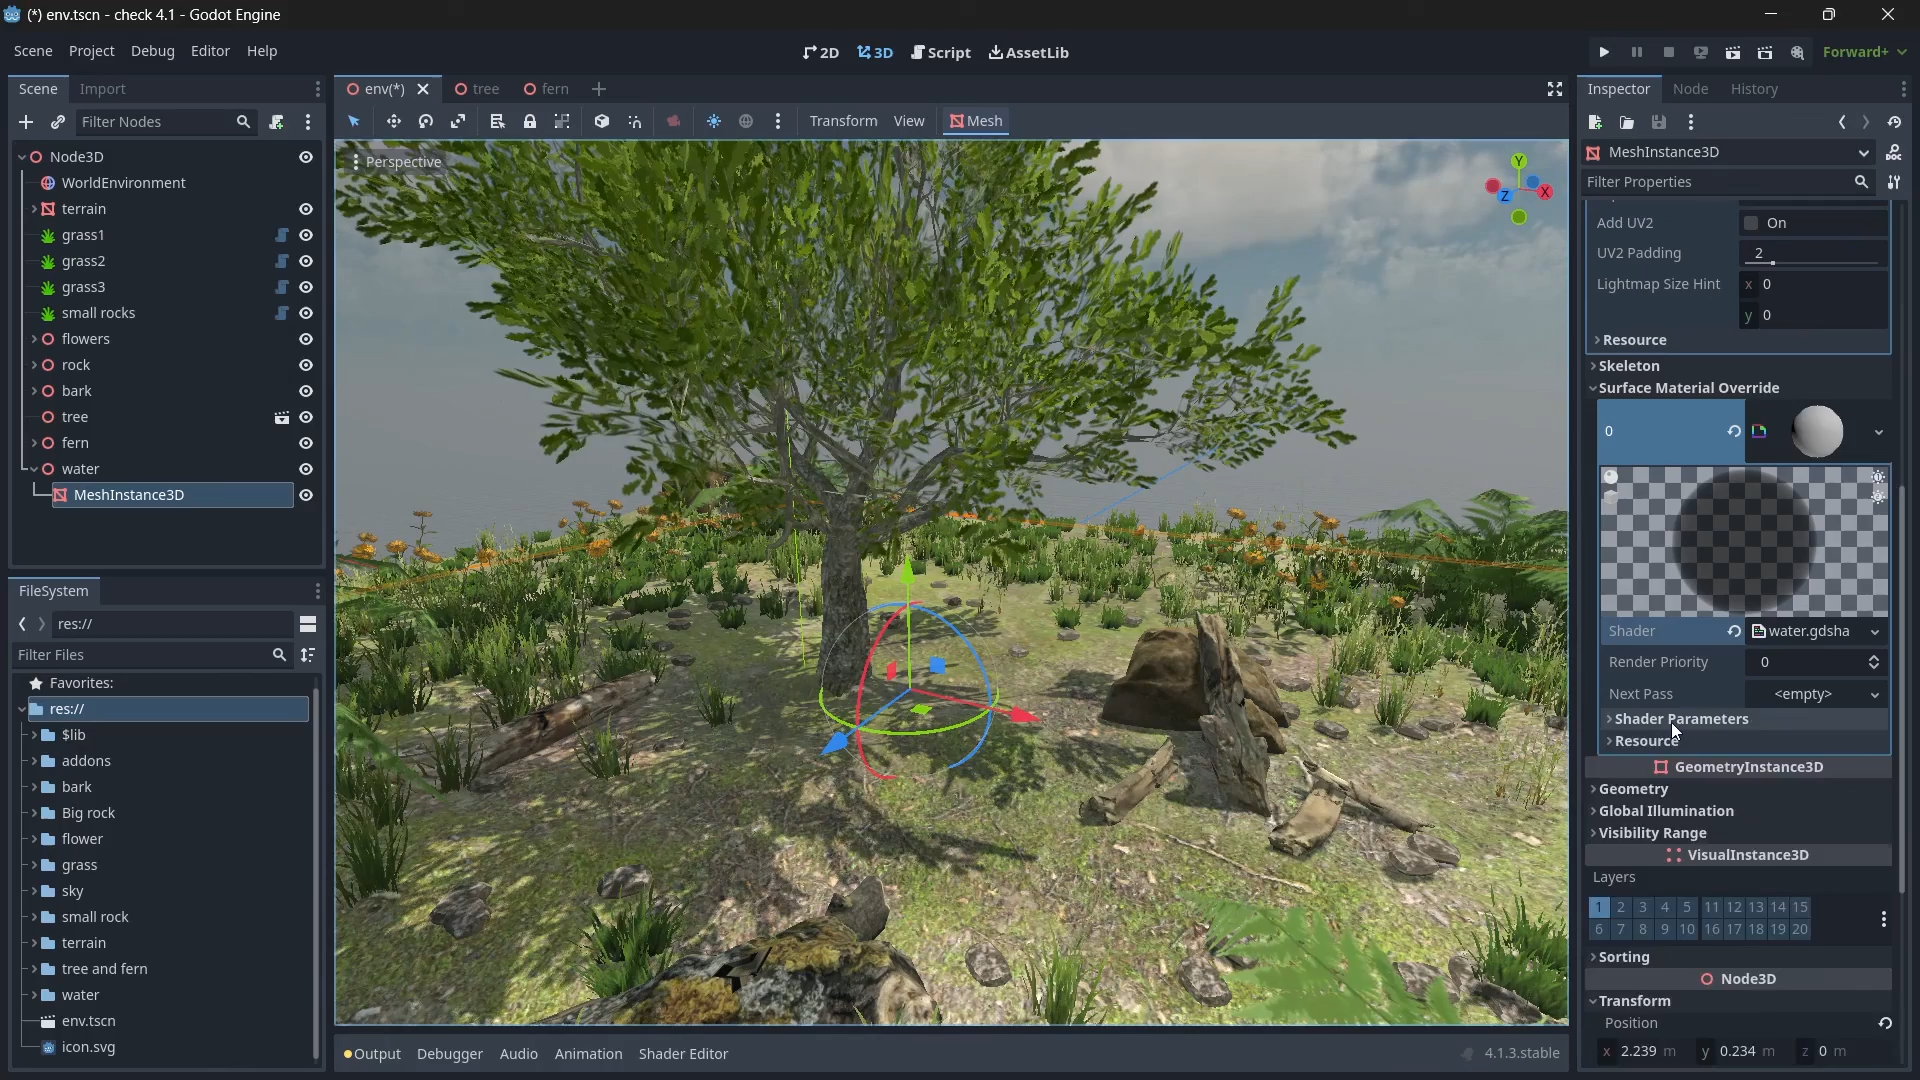 (*) env.tscn - check 4.1 - Godot Engine
Scene Project Debug Editor Help
2D 3D Script AssetLib
Forward+
Scene Import
Filter Nodes
Node3D
WorldEnvironment
terrain
grass1
grass2
grass3
small rocks
flowers
rock
bark
tree
fern
water
MeshInstance3D
FileSystem
res://
Filter Files
Favorites:
res://
$lib
addons
bark
Big rock
flower
grass
sky
small rock
terrain
tree and fern
water
env.tscn
icon.svg
env(*) tree fern
Transform View Mesh
Perspective
Y
X
Z
Output Debugger Audio Animation Shader Editor
4.1.3.stable
Inspector Node History
MeshInstance3D
Filter Properties
Add UV2 On
UV2 Padding 2
Lightmap Size Hint x 0
y 0
Resource
Skeleton
Surface Material Override
0
Shader water.gdsha
Render Priority 0
Next Pass <empty>
Shader Parameters
Resource
GeometryInstance3D
Geometry
Global Illumination
Visibility Range
VisualInstance3D
Layers
1 2 3 4 5 11 12 13 14 15
6 7 8 9 10 16 17 18 19 20
Sorting
Node3D
Transform
Position
x 2.239 m y 0.234 m z 0 m